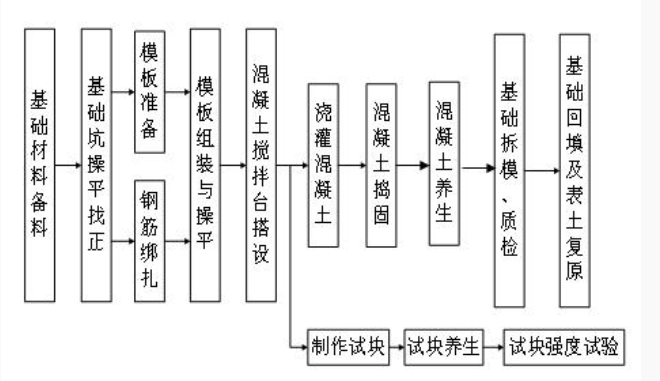 基础材料备料
基础坑操平找正
模板准备
钢筋绑扎
模板组装与操平
混凝土搅拌台搭设
浇灌混凝土
混凝土捣固
混凝土养生
基础拆模、质检
基础回填及表土复原
制作试块
试块养生
试块强度试验